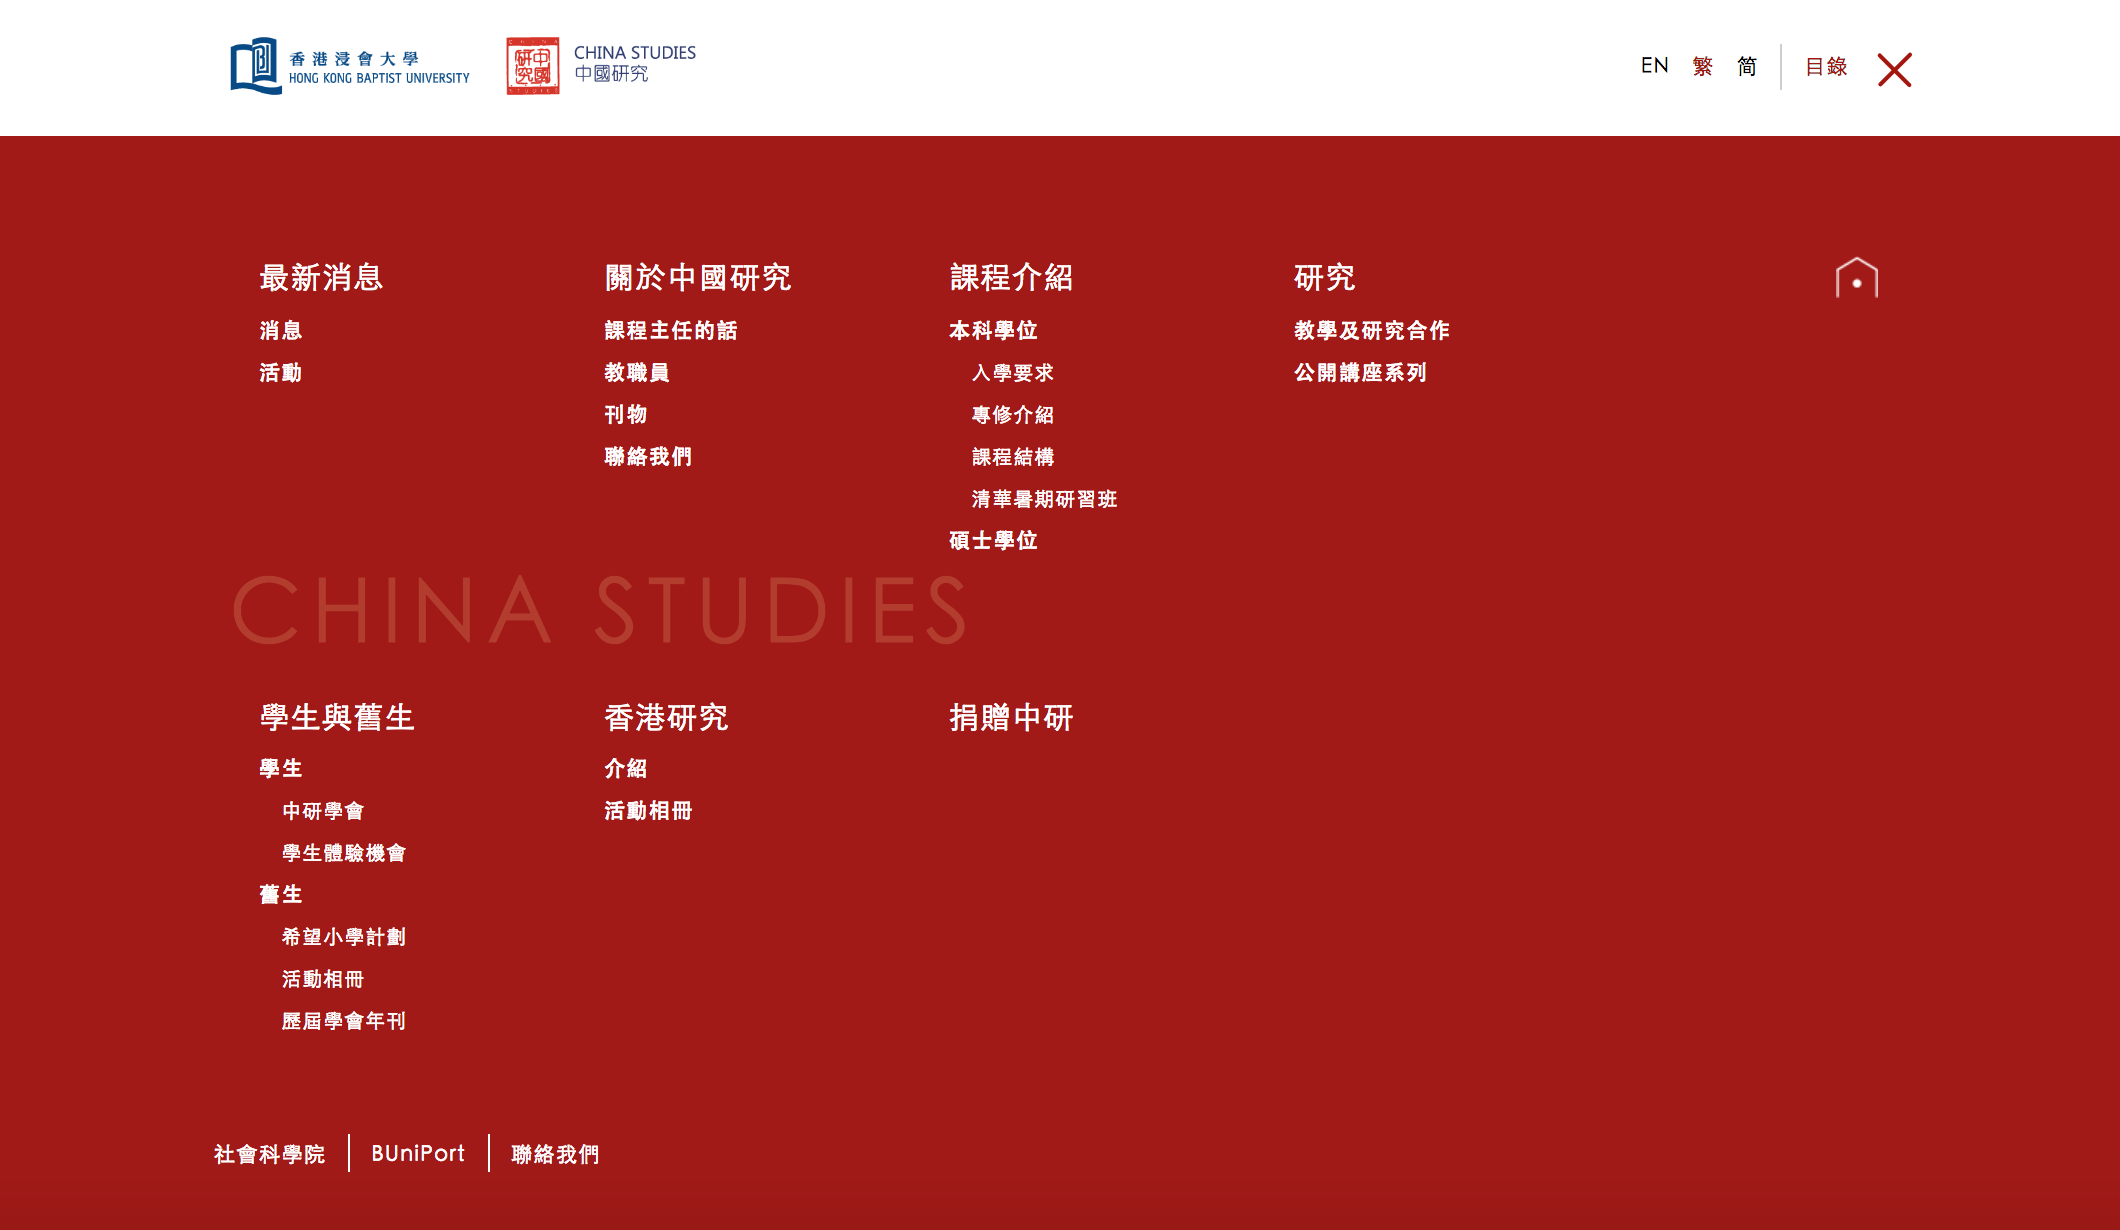 香港浸會大學
HONG KONG BAPTIST UNIVERSITY
中國研究
CHINA STUDIES
中國研究
EN 繁 简 目錄
最新消息
消息
活動
關於中國研究
課程主任的話
教職員
刊物
聯絡我們
課程介紹
本科學位
入學要求
專修介紹
課程結構
清華暑期研習班
碩士學位
研究
教學及研究合作
公開講座系列
CHINA STUDIES
學生與舊生
學生
中研學會
學生體驗機會
舊生
希望小學計劃
活動相冊
歷屆學會年刊
香港研究
介紹
活動相冊
捐贈中研
社會科學院 BUniPort 聯絡我們